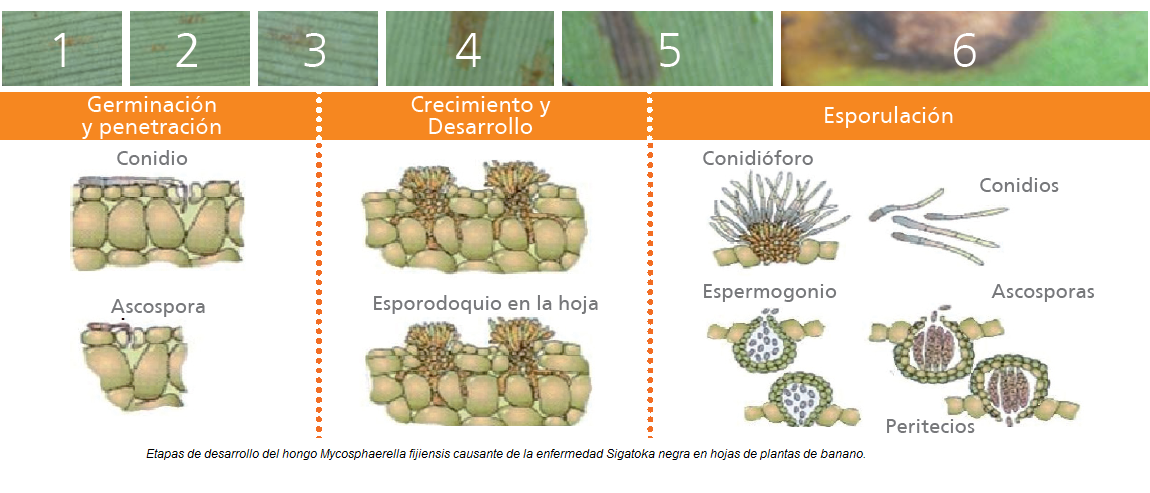 1
2
3
4
5
6
Germinación
y penetración
Crecimiento y
Desarrollo
Esporulación
Conidio
Conidióforo
Conidios
Ascospora
Esporodoquio en la hoja
Espermogonio
Ascosporas
Peritecios
Etapas de desarrollo del hongo Mycosphaerella fijiensis causante de la enfermedad Sigatoka negra en hojas de plantas de banano.